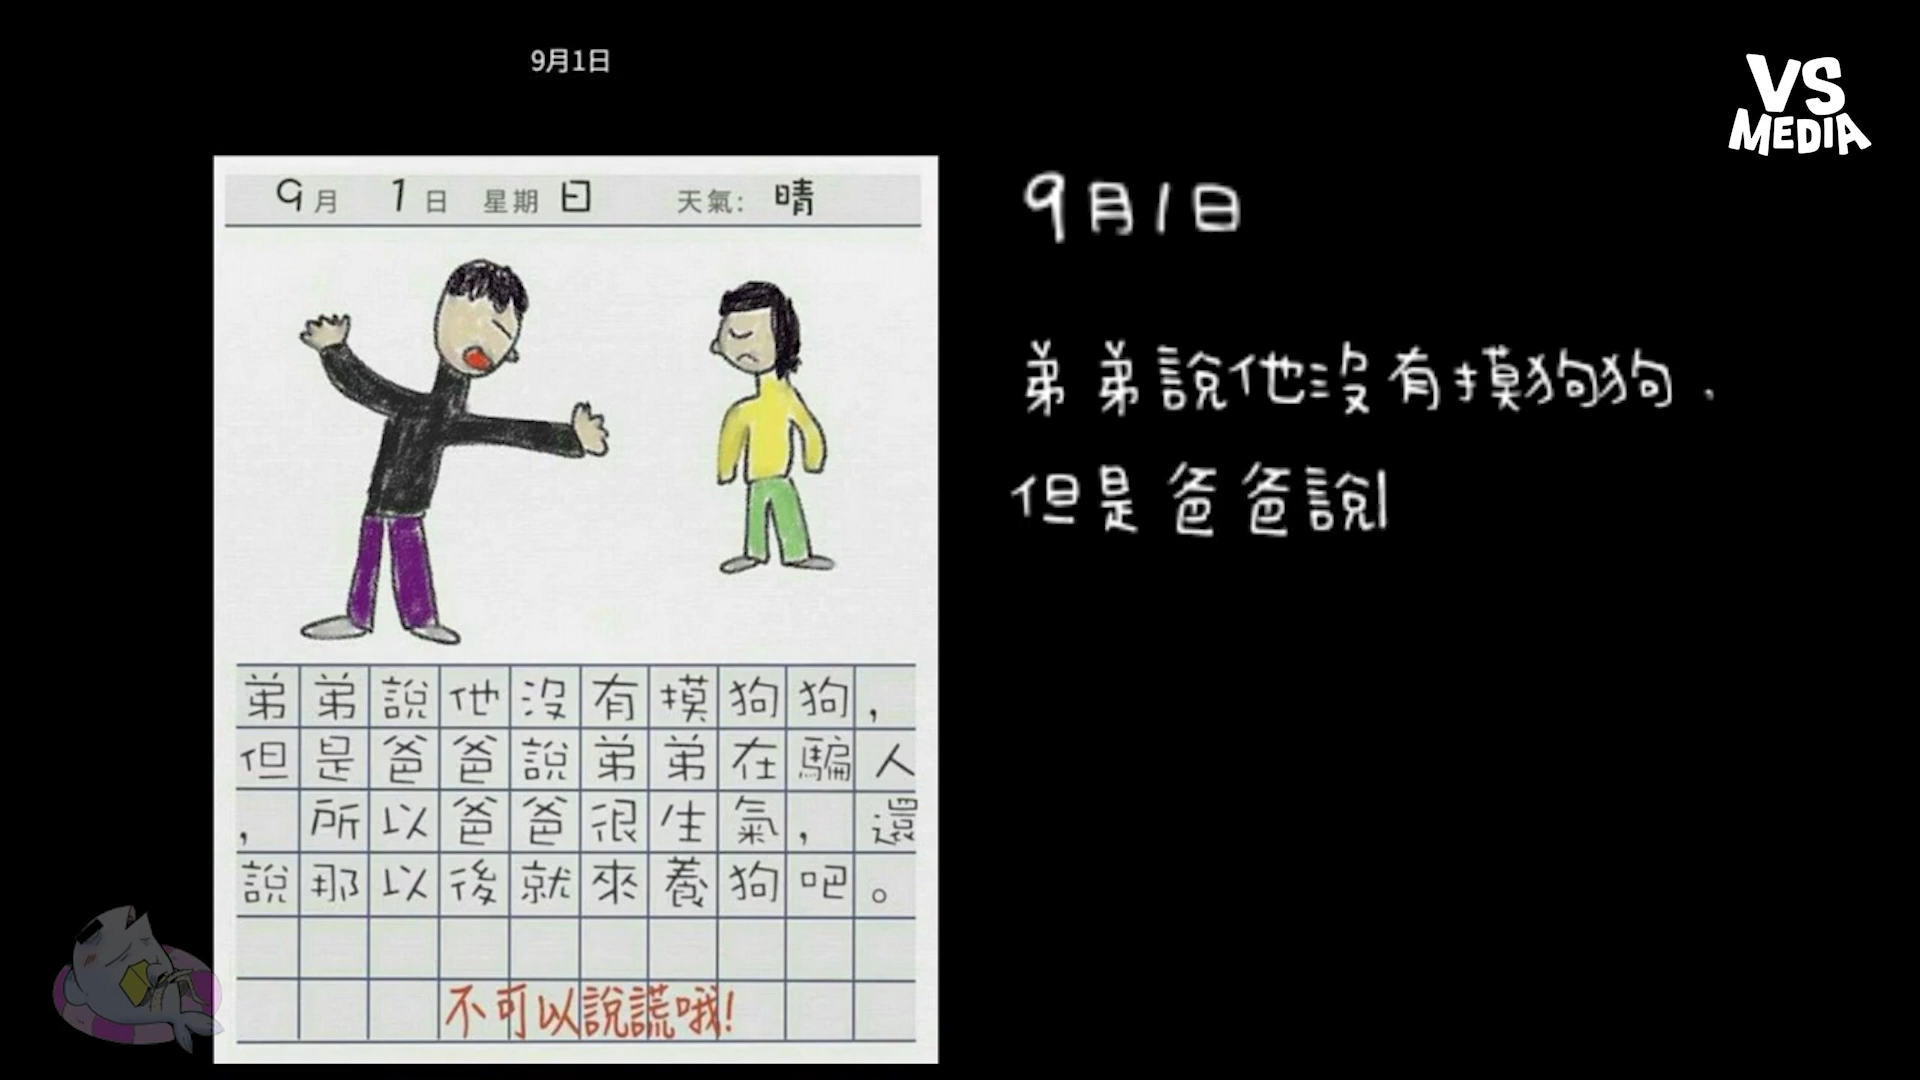 9月1日
VS
MEDIA
9月 1日 星期日 天氣: 晴
弟弟說他沒有摸狗狗，
但是爸爸說弟弟在騙人
，所以爸爸很生氣，還
說那以後就來養狗吧。
不可以說謊哦!
9月1日
弟弟說他沒有摸狗狗.
但是爸爸說